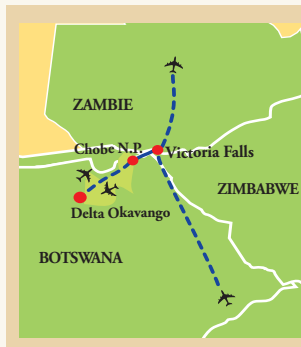 ZAMBIE
Chobe N.P.
Victoria Falls
ZIMBABWE
Delta Okavango
BOTSWANA